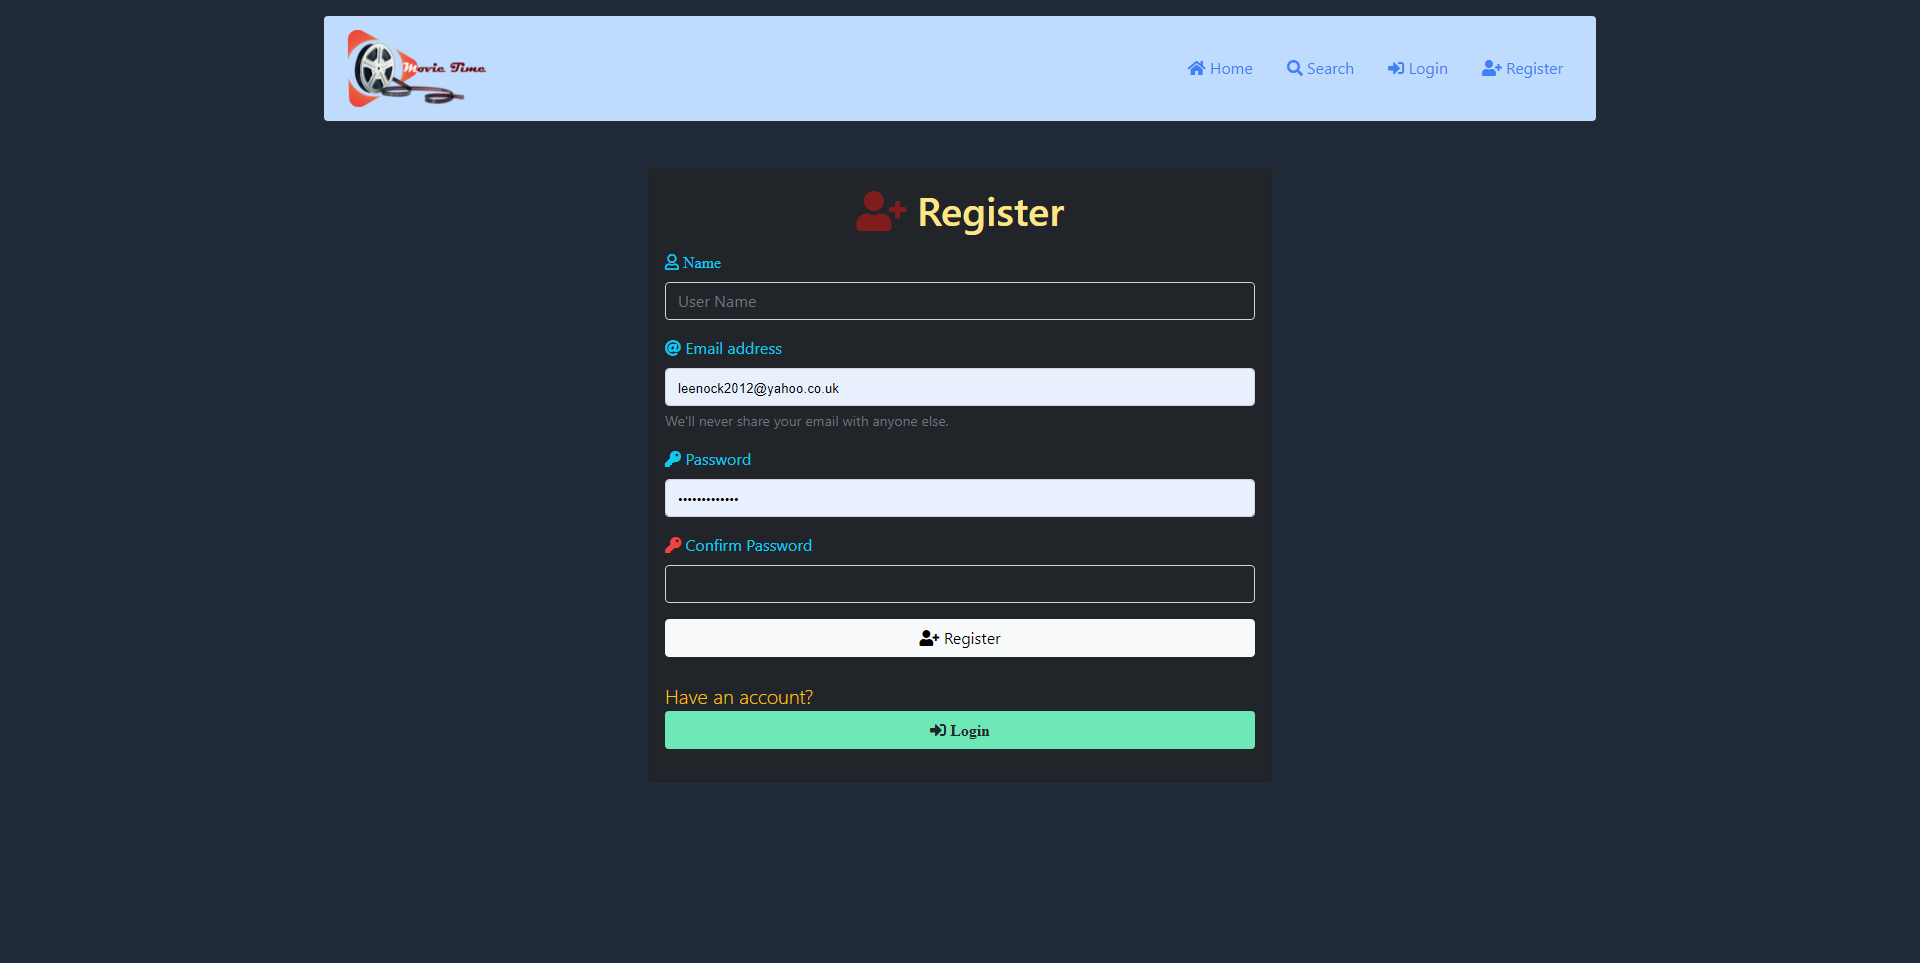 Movie Time
Home Search Login Register
Register
Name
User Name
Email address
leenock2012@yahoo.co.uk
We'll never share your email with anyone else.
Password
•••••••••••••
Confirm Password
Register
Have an account?
Login